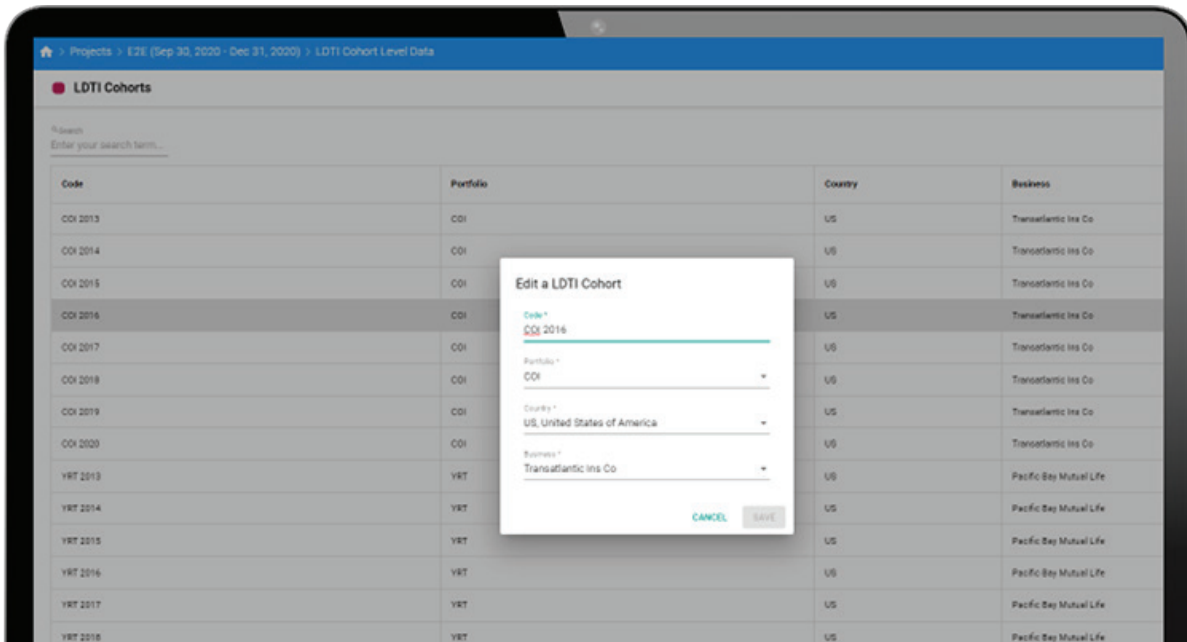 > Projects > E2E (Sep 30, 2020 - Dec 31, 2020) > LDTI Cohort Level Data
LDTI Cohorts
Search
Enter your search term...
Code Portfolio Country Business
COI 2013 COI US Transatlantic Ins Co
COI 2014 COI US Transatlantic Ins Co
COI 2015 COI US Transatlantic Ins Co
COI 2016 COI US Transatlantic Ins Co
COI 2017 COI US Transatlantic Ins Co
COI 2018 COI US Transatlantic Ins Co
COI 2019 COI US Transatlantic Ins Co
COI 2020 COI US Transatlantic Ins Co
YRT 2013 YRT US Pacific Bay Mutual Life
YRT 2014 YRT US Pacific Bay Mutual Life
YRT 2015 YRT US Pacific Bay Mutual Life
YRT 2016 YRT US Pacific Bay Mutual Life
YRT 2017 YRT US Pacific Bay Mutual Life
YRT 2018 YRT US Pacific Bay Mutual Life
Edit a LDTI Cohort
Code *
COI 2016
Portfolio *
COI
Country *
US, United States of America
Business *
Transatlantic Ins Co
CANCEL SAVE